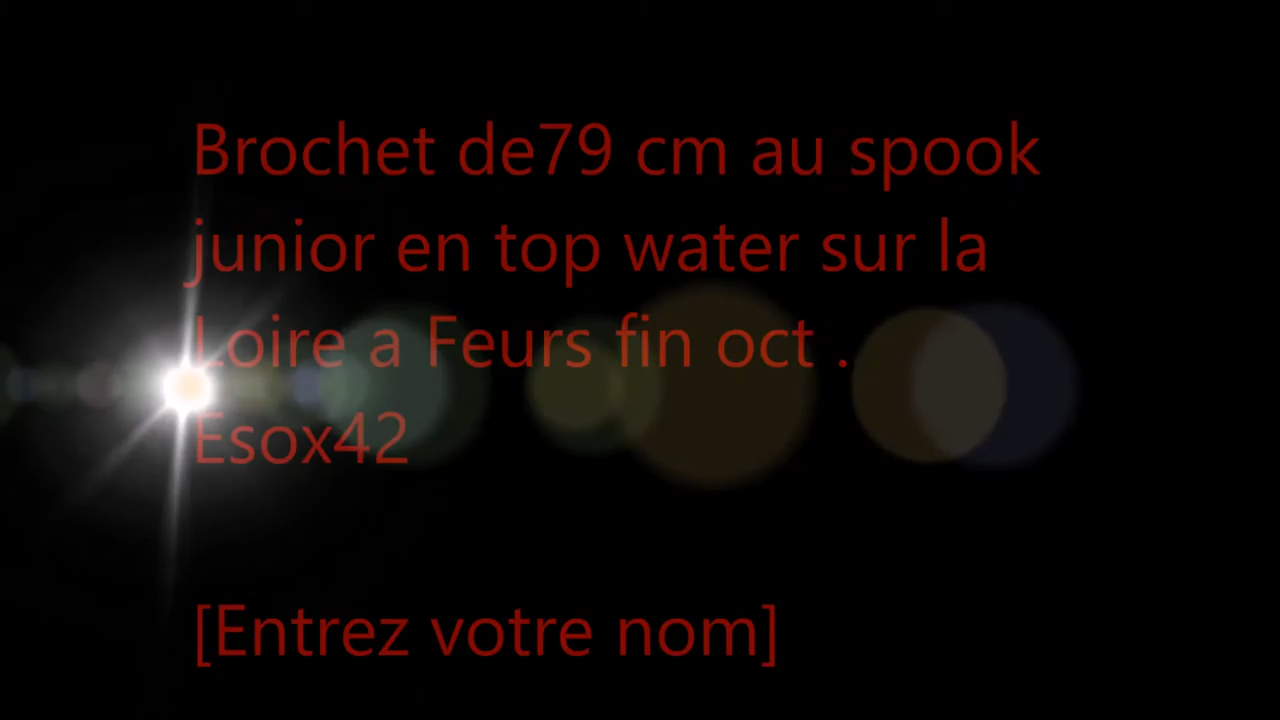 Brochet de79 cm au spook
junior en top water sur la
Loire a Feurs fin oct .
Esox42
[Entrez votre nom]